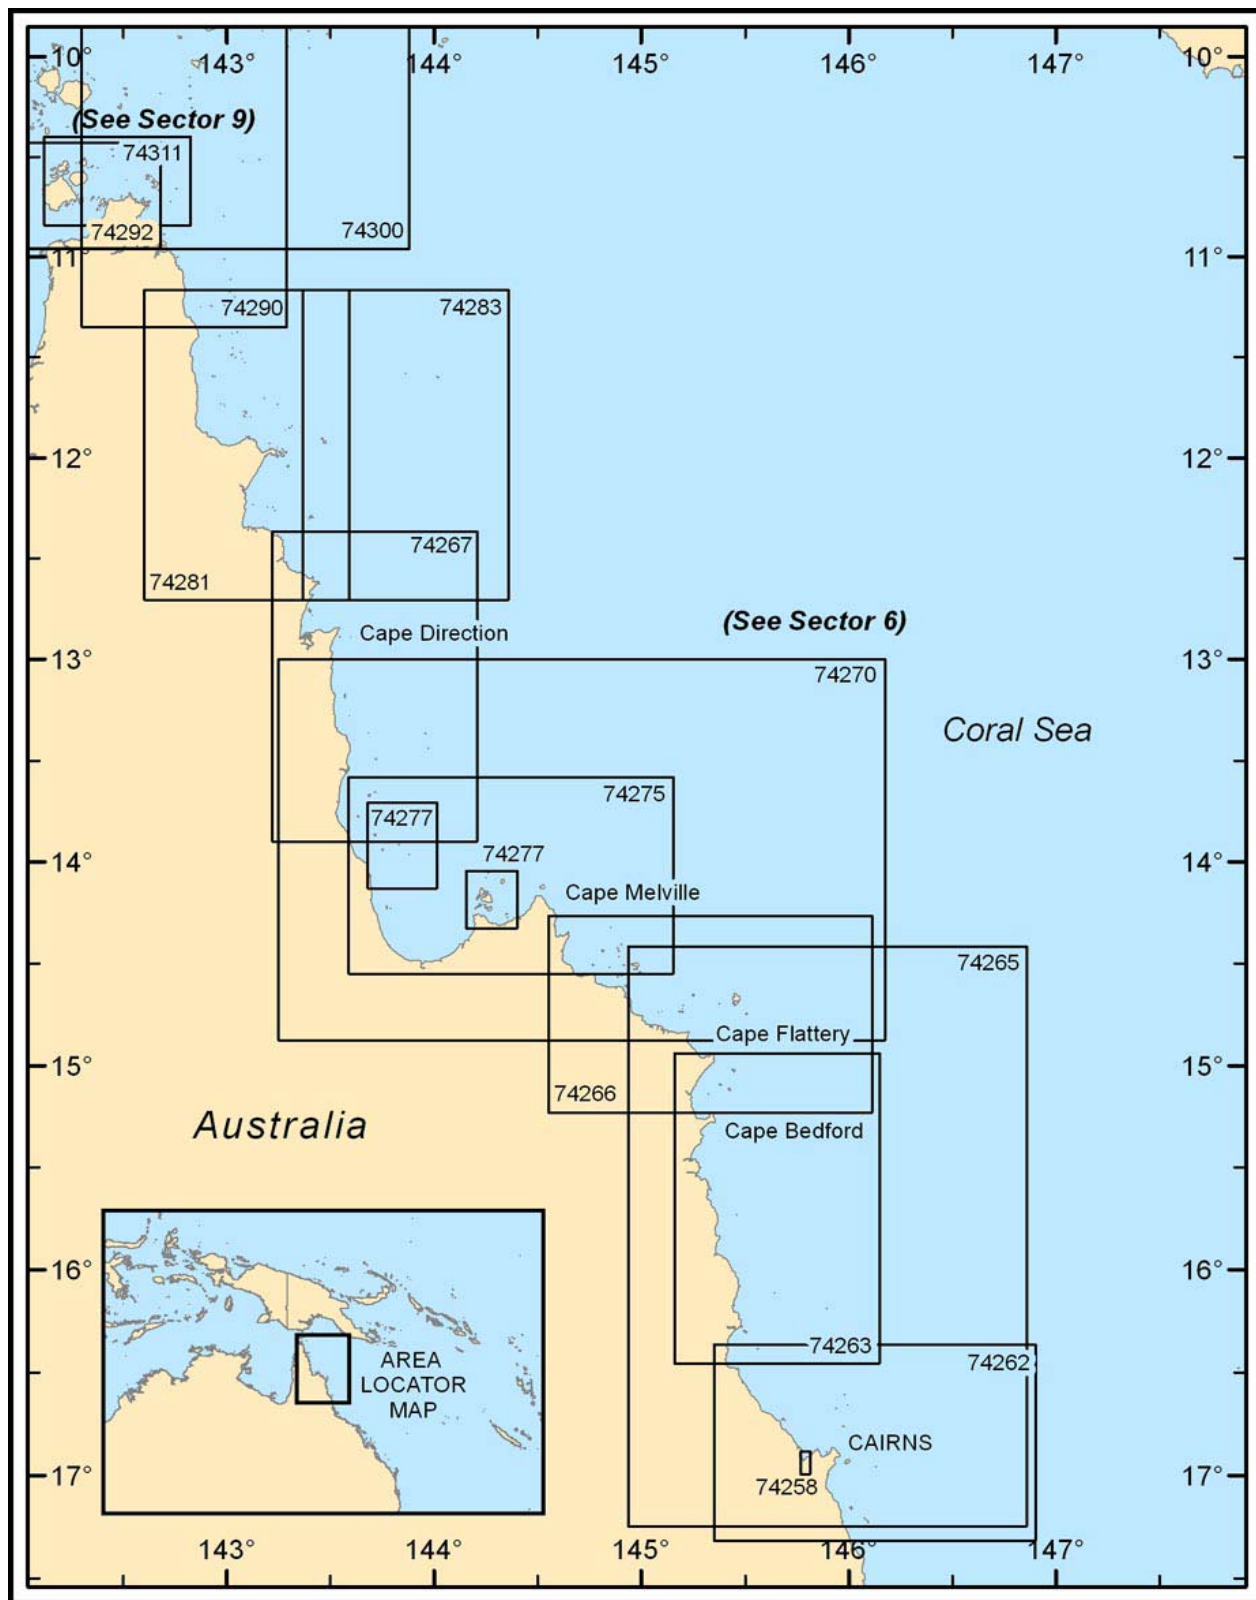 10° 143° 144° 145° 146° 147° 10°
(See Sector 9)
74311
74292
74300
11° 11°
74290 74283
12° 12°
74267
74281
(See Sector 6)
Cape Direction
13° 13°
74270
Coral Sea
74275
74277
74277
14° 14°
Cape Melville
74265
Cape Flattery
15° 15°
74266
Australia
Cape Bedford
16° 16°
74263
74262
AREA
LOCATOR
MAP
CAIRNS
17° 17°
74258
143° 144° 145° 146° 147°